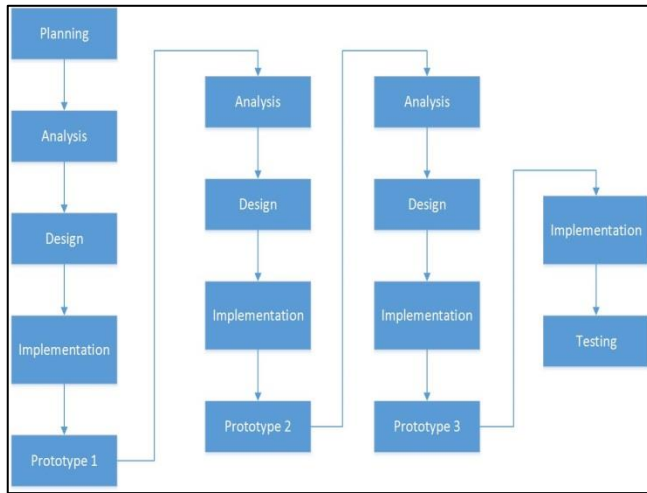 Planning
Analysis
Design
Implementation
Prototype 1
Analysis
Design
Implementation
Prototype 2
Analysis
Design
Implementation
Prototype 3
Implementation
Testing